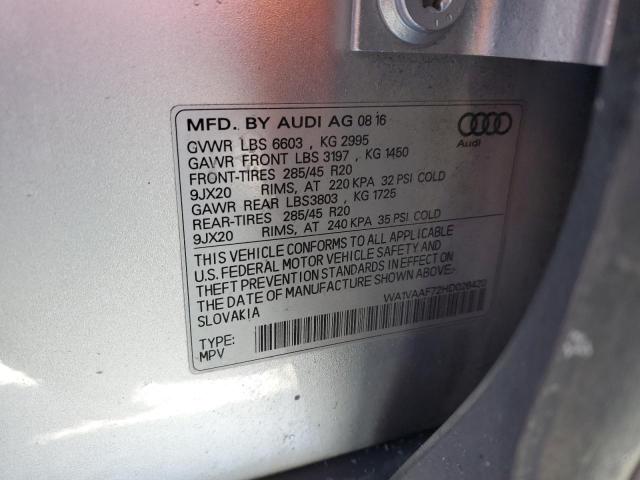 MFD. BY AUDI AG 08 16
GVWR LBS 6603 , KG 2995
GAWR FRONT LBS 3197 , KG 1450
FRONT-TIRES 285/45 R20
9JX20 RIMS, AT 220 KPA 32 PSI COLD
GAWR REAR LBS3803 , KG 1725
REAR-TIRES 285/45 R20
9JX20 RIMS, AT 240 KPA 35 PSI COLD
Audi
THIS VEHICLE CONFORMS TO ALL APPLICABLE
U.S. FEDERAL MOTOR VEHICLE SAFETY AND
THEFT PREVENTION STANDARDS IN EFFECT ON
THE DATE OF MANUFACTURE SHOWN ABOVE.
SLOVAKIA
WA1VAAF72HD026420
TYPE:
MPV